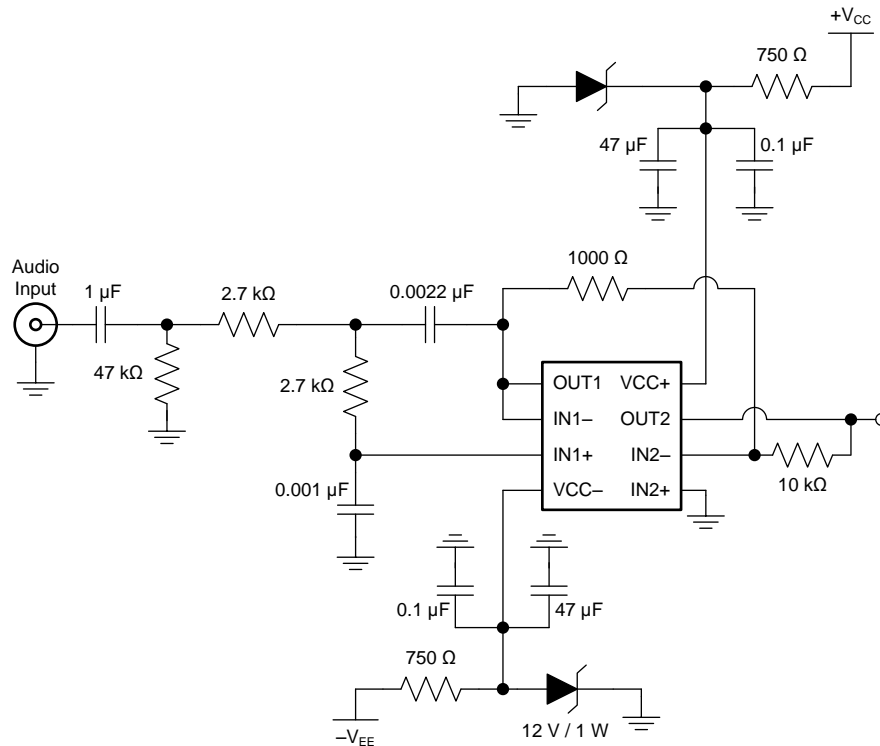 +VCC
750 Ω
47 µF
0.1 µF
Audio
Input
1 µF
2.7 kΩ
0.0022 µF
1000 Ω
47 kΩ
2.7 kΩ
OUT1
VCC+
IN1–
OUT2
IN1+
IN2–
VCC–
IN2+
10 kΩ
0.001 µF
0.1 µF
47 µF
750 Ω
12 V / 1 W
–VEE